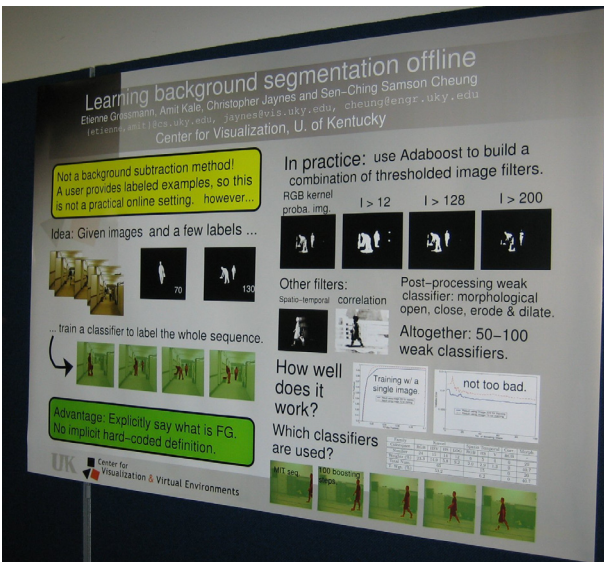 Learning background segmentation offline
Etienne Grossmann, Amit Kale, Christopher Jaynes and Sen-Ching Samson Cheung
{etienne,amit}@cs.uky.edu, jaynes@vis.uky.edu, cheung@engr.uky.edu
Center for Visualization, U. of Kentucky
Not a background subtraction method!
A user provides labeled examples, so this
is not a practical online setting. however...
Idea: Given images and a few labels ...
70
130
... train a classifier to label the whole sequence.
Advantage: Explicitly say what is FG.
No implicit hard-coded definition.
UK
Center for
Visualization & Virtual Environments
In practice: use Adaboost to build a
combination of thresholded image filters.
RGB kernel
proba. img.
I > 12
I > 128
I > 200
Other filters:
Spatio-temporal
correlation
Post-processing weak
classifier: morphological
open, close, erode & dilate.
Altogether: 50-100
weak classifiers.
How well
does it
work?
Training w/ a
single image.
not too bad.
Which classifiers
are used?
MIT seq.
100 boosting
steps